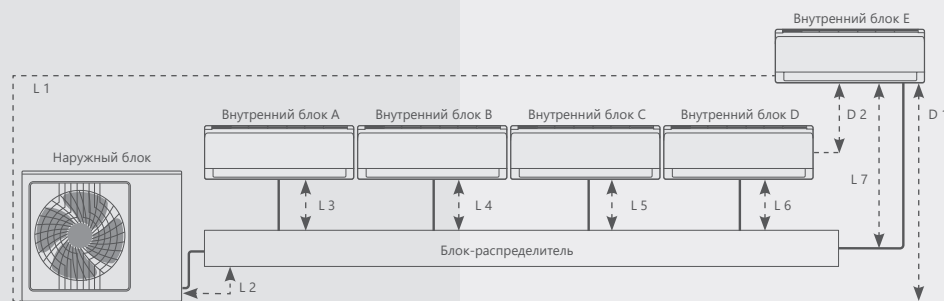 Внутренний блок E
L 1
Внутренний блок A
Внутренний блок B
Внутренний блок C
Внутренний блок D
D 2
D 1
Наружный блок
L 3
L 4
L 5
L 6
L 7
Блок-распределитель
L 2